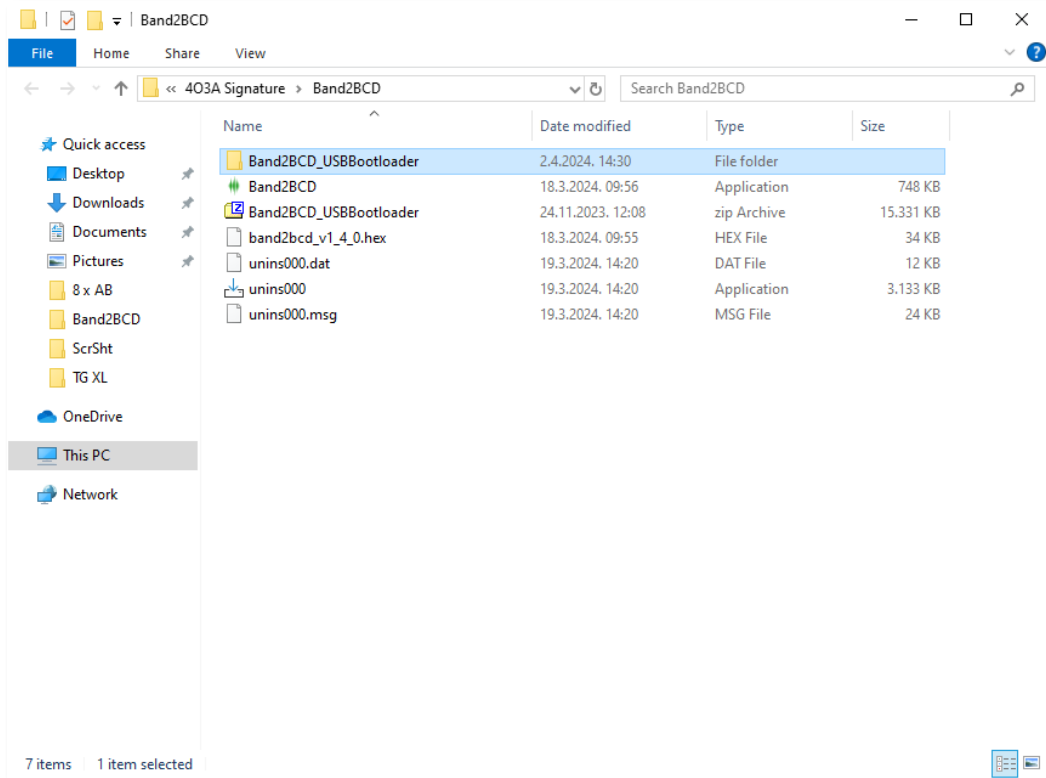 Band2BCD
File Home Share View
« 4O3A Signature › Band2BCD Search Band2BCD
Name Date modified Type Size
Quick access
Desktop
Downloads
Documents
Pictures
8 x AB
Band2BCD
ScrSht
TG XL
OneDrive
This PC
Network
Band2BCD_USBBootloader 2.4.2024. 14:30 File folder
Band2BCD 18.3.2024. 09:56 Application 748 KB
Band2BCD_USBBootloader 24.11.2023. 12:08 zip Archive 15.331 KB
band2bcd_v1_4_0.hex 18.3.2024. 09:55 HEX File 34 KB
unins000.dat 19.3.2024. 14:20 DAT File 12 KB
unins000 19.3.2024. 14:20 Application 3.133 KB
unins000.msg 19.3.2024. 14:20 MSG File 24 KB
7 items 1 item selected